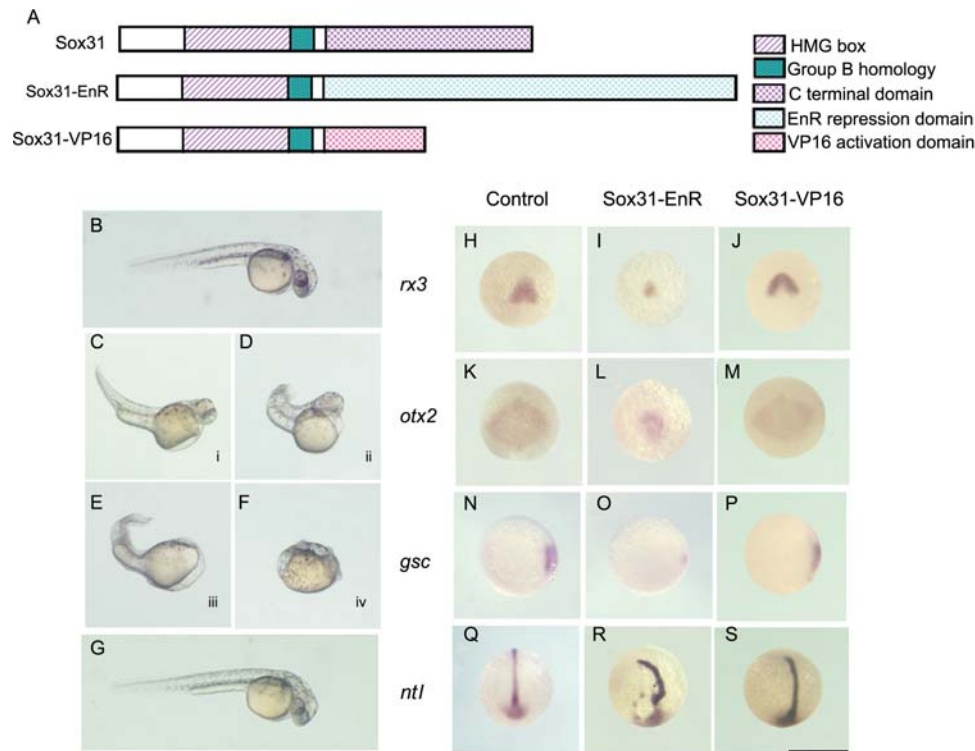 A
Sox31
Sox31-EnR
Sox31-VP16
HMG box
Group B homology
C terminal domain
EnR repression domain
VP16 activation domain
Control Sox31-EnR Sox31-VP16
B
C D
i ii
E F
iii iv
G
rx3 H I J
otx2 K L M
gsc N O P
ntl Q R S